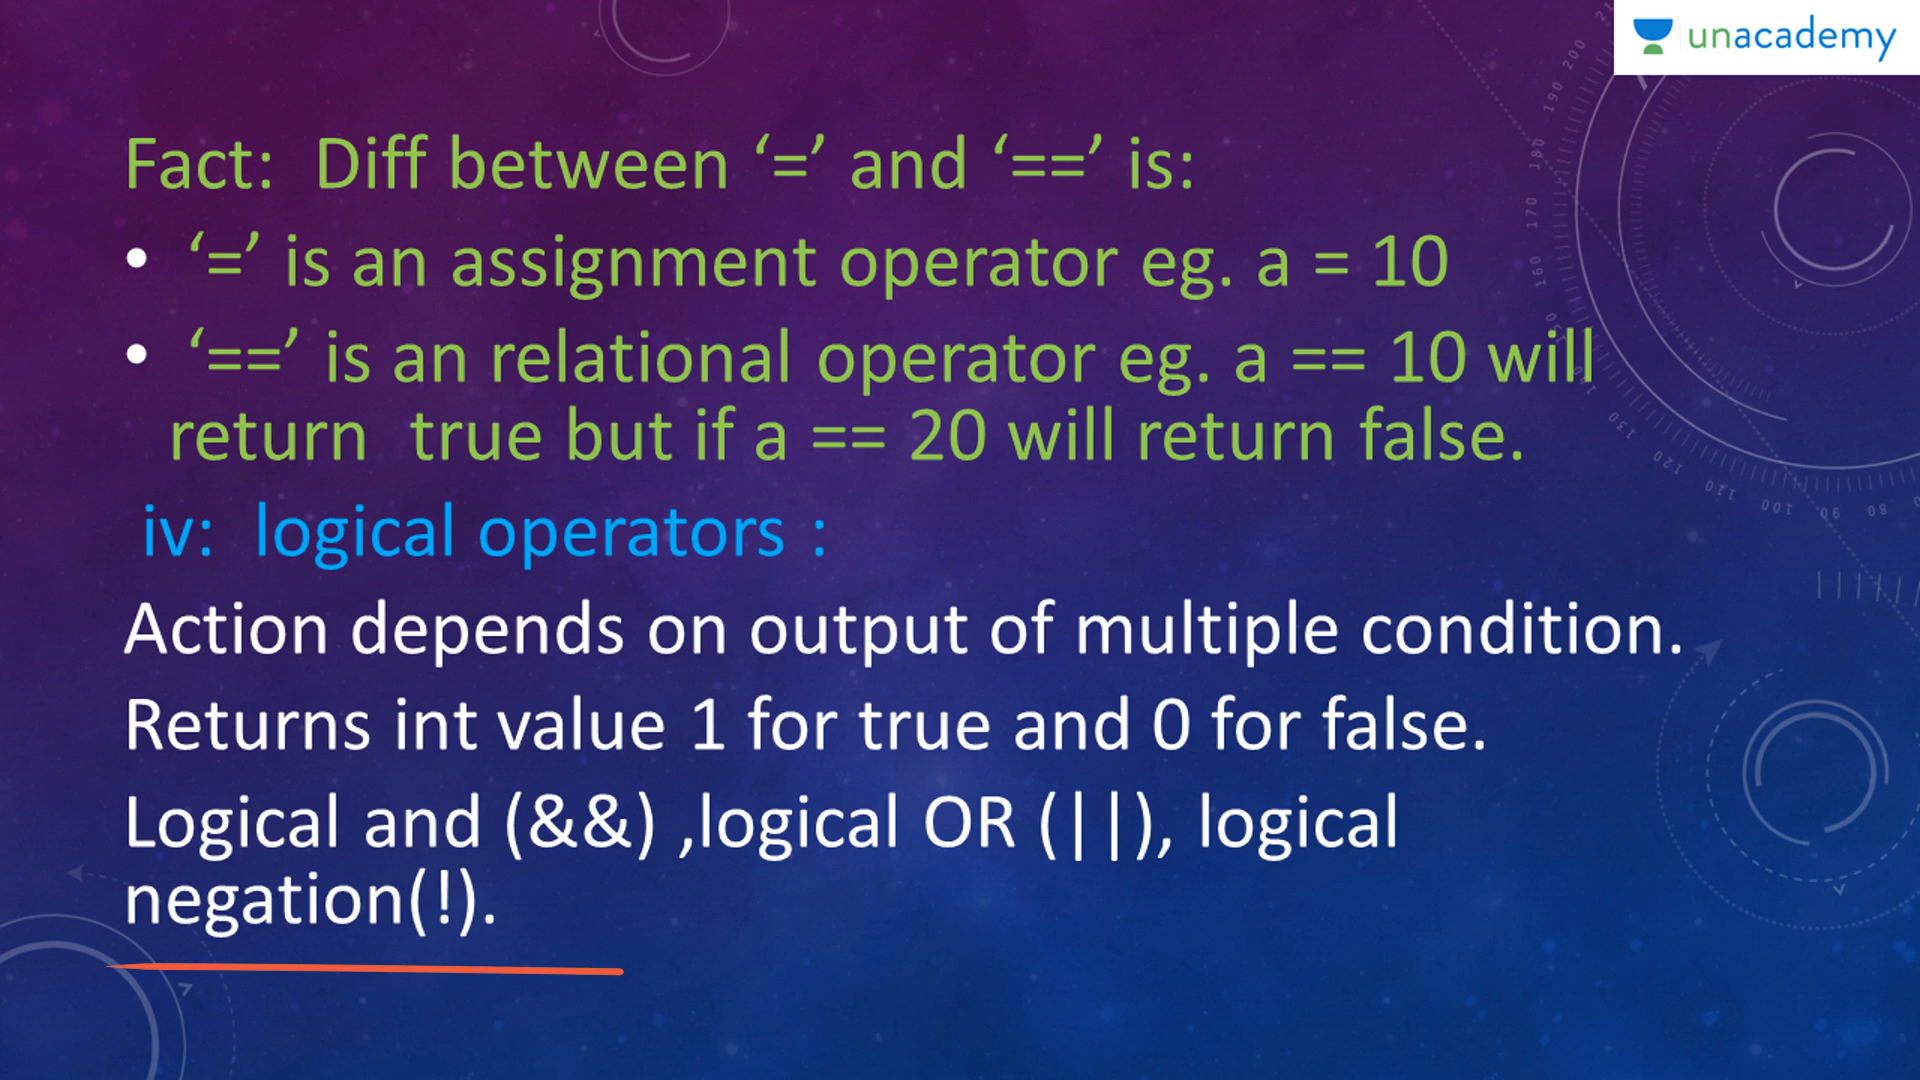 unacademy
Fact: Diff between ‘=’ and ‘==’ is:
• ‘=’ is an assignment operator eg. a = 10
• ‘==’ is an relational operator eg. a == 10 will
return true but if a == 20 will return false.
iv: logical operators :
Action depends on output of multiple condition.
Returns int value 1 for true and 0 for false.
Logical and (&&) ,logical OR (||), logical
negation(!).